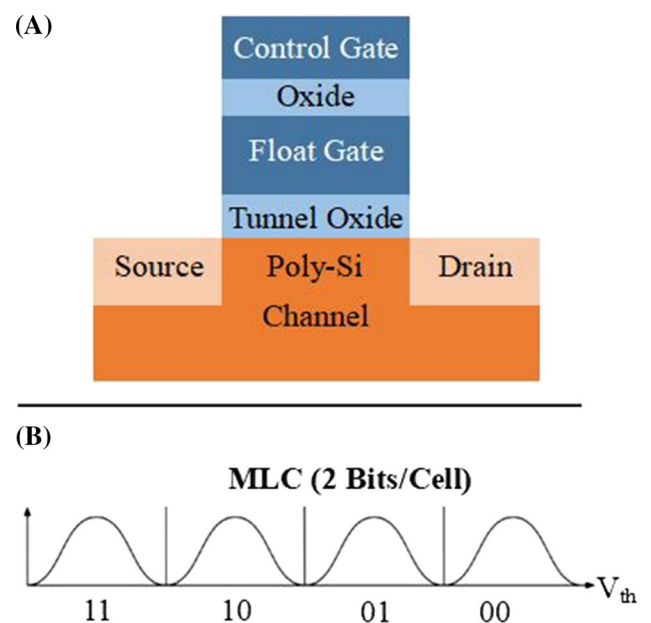 (A)
Control Gate
Oxide
Float Gate
Tunnel Oxide
Source Poly-Si Drain
Channel
(B)
MLC (2 Bits/Cell)
Vth
11 10 01 00